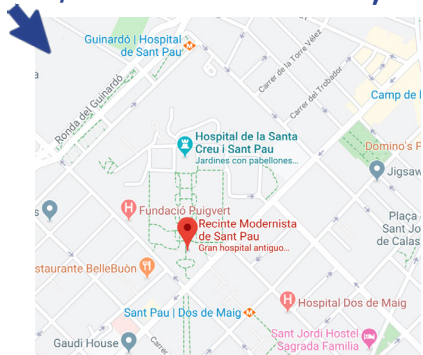 Guinardó | Hospital
de Sant Pau
Carrer de la Torre Vélez
Carrer del Trobador
Ronda del Guinardó
Camp de l
Hospital de la Santa
Creu i Sant Pau
Jardines con pabellones...
Domino's P
Jigsaw
Fundació Puigvert
s
Recinte Modernista
de Sant Pau
Gran hospital antiguo...
Plaça
Sant Jo
de Calas
staurante BelleBuòn
Hospital Dos de Maig
Sant Pau | Dos de Maig
Sant Jordi Hostel
Sagrada Familia
Gaudi House
Carrer